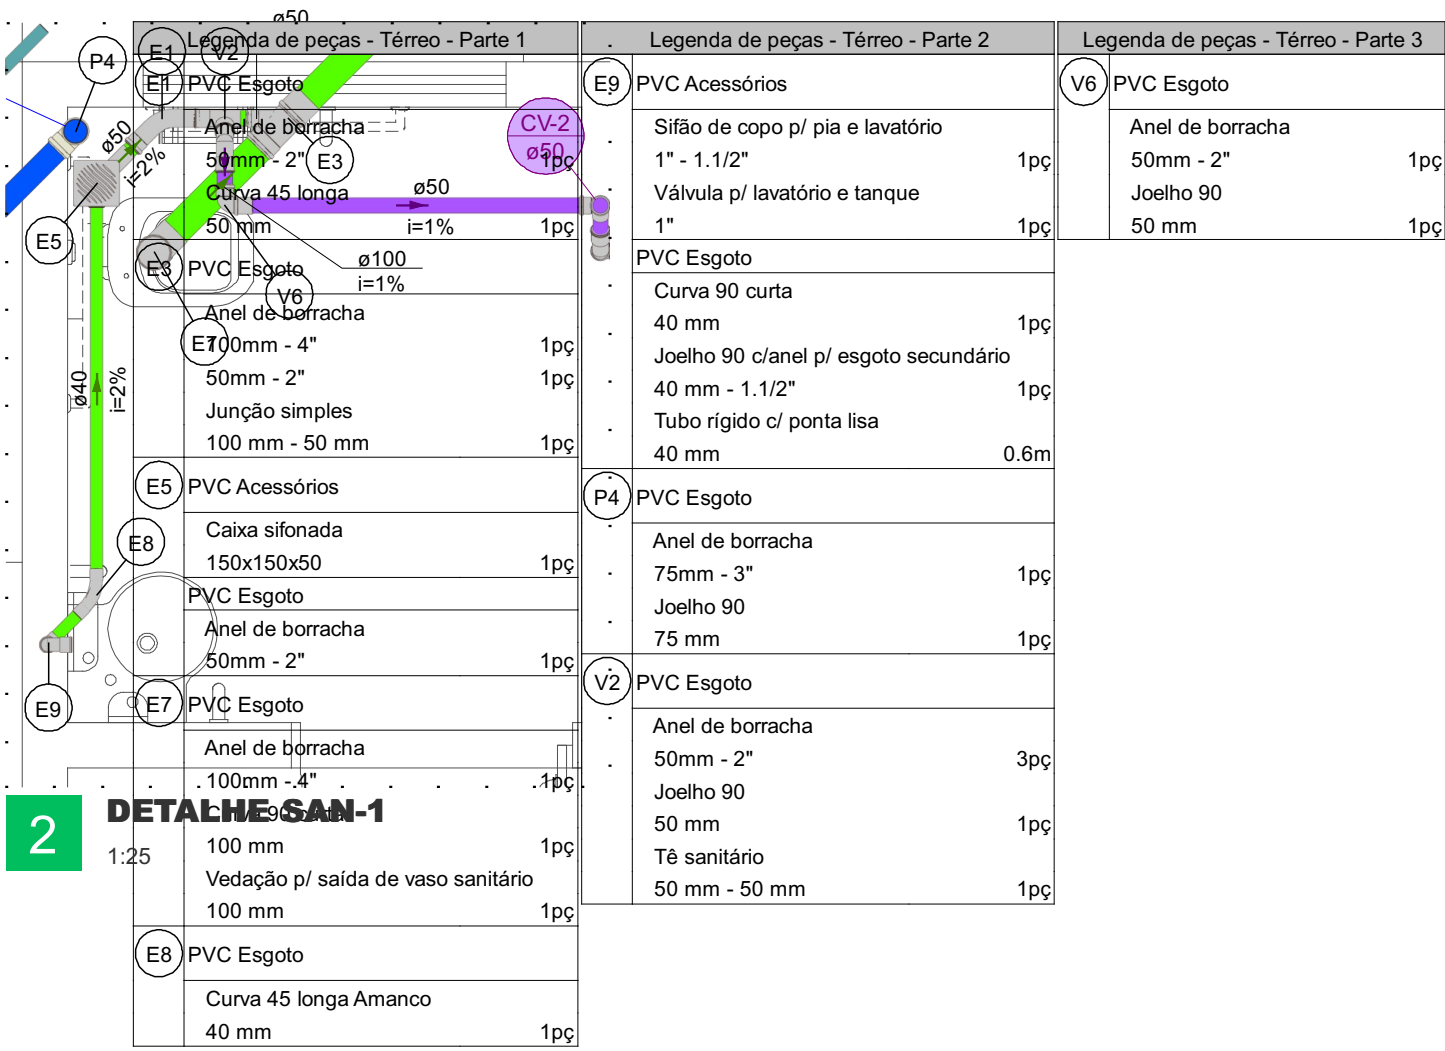 ø50
P4
E1
V2
ø50
i=2%
E3
CV-2
ø50
ø50
i=1%
E5
ø100
i=1%
V6
E7
ø40
i=2%
E8
E9
Legenda de peças - Térreo - Parte 1
E1 PVC Esgoto
Anel de borracha
50mm - 2" 1pç
Curva 45 longa
50 mm 1pç
E3 PVC Esgoto
Anel de borracha
100mm - 4" 1pç
50mm - 2" 1pç
Junção simples
100 mm - 50 mm 1pç
E5 PVC Acessórios
Caixa sifonada
150x150x50 1pç
PVC Esgoto
Anel de borracha
50mm - 2" 1pç
E7 PVC Esgoto
Anel de borracha
100mm - 4" 1pç
Curva 90 curta
100 mm 1pç
Vedação p/ saída de vaso sanitário
100 mm 1pç
E8 PVC Esgoto
Curva 45 longa Amanco
40 mm 1pç
Legenda de peças - Térreo - Parte 2
E9 PVC Acessórios
Sifão de copo p/ pia e lavatório
1" - 1.1/2" 1pç
Válvula p/ lavatório e tanque
1" 1pç
PVC Esgoto
Curva 90 curta
40 mm 1pç
Joelho 90 c/anel p/ esgoto secundário
40 mm - 1.1/2" 1pç
Tubo rígido c/ ponta lisa
40 mm 0.6m
P4 PVC Esgoto
Anel de borracha
75mm - 3" 1pç
Joelho 90
75 mm 1pç
V2 PVC Esgoto
Anel de borracha
50mm - 2" 3pç
Joelho 90
50 mm 1pç
Tê sanitário
50 mm - 50 mm 1pç
Legenda de peças - Térreo - Parte 3
V6 PVC Esgoto
Anel de borracha
50mm - 2" 1pç
Joelho 90
50 mm 1pç
2
DETALHE SAN-1
1:25